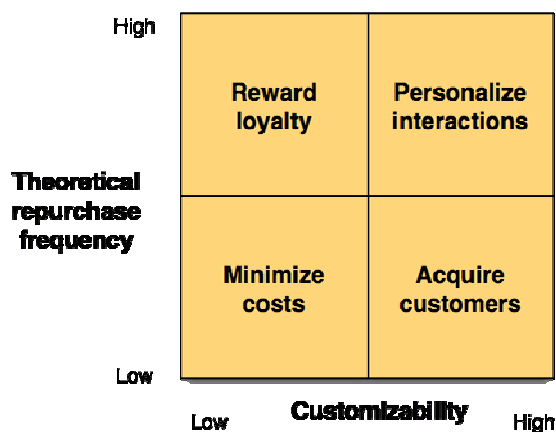 High
Reward
loyalty
Personalize
interactions
Theoretical
repurchase
frequency
Minimize
costs
Acquire
customers
Low
Low
Customizability
High